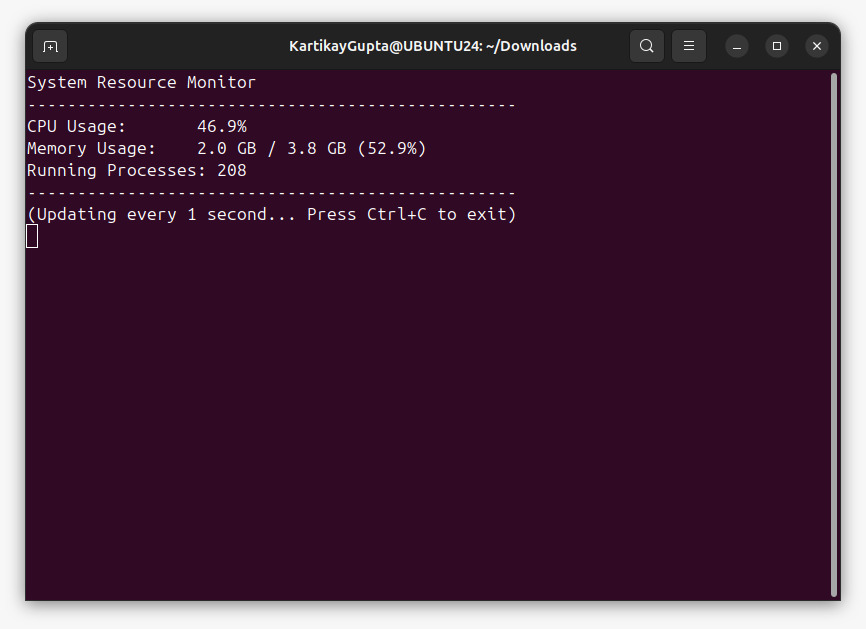 KartikayGupta@UBUNTU24: ~/Downloads
System Resource Monitor
-------------------------------------------------
CPU Usage:       46.9%
Memory Usage:    2.0 GB / 3.8 GB (52.9%)
Running Processes: 208
-------------------------------------------------
(Updating every 1 second... Press Ctrl+C to exit)